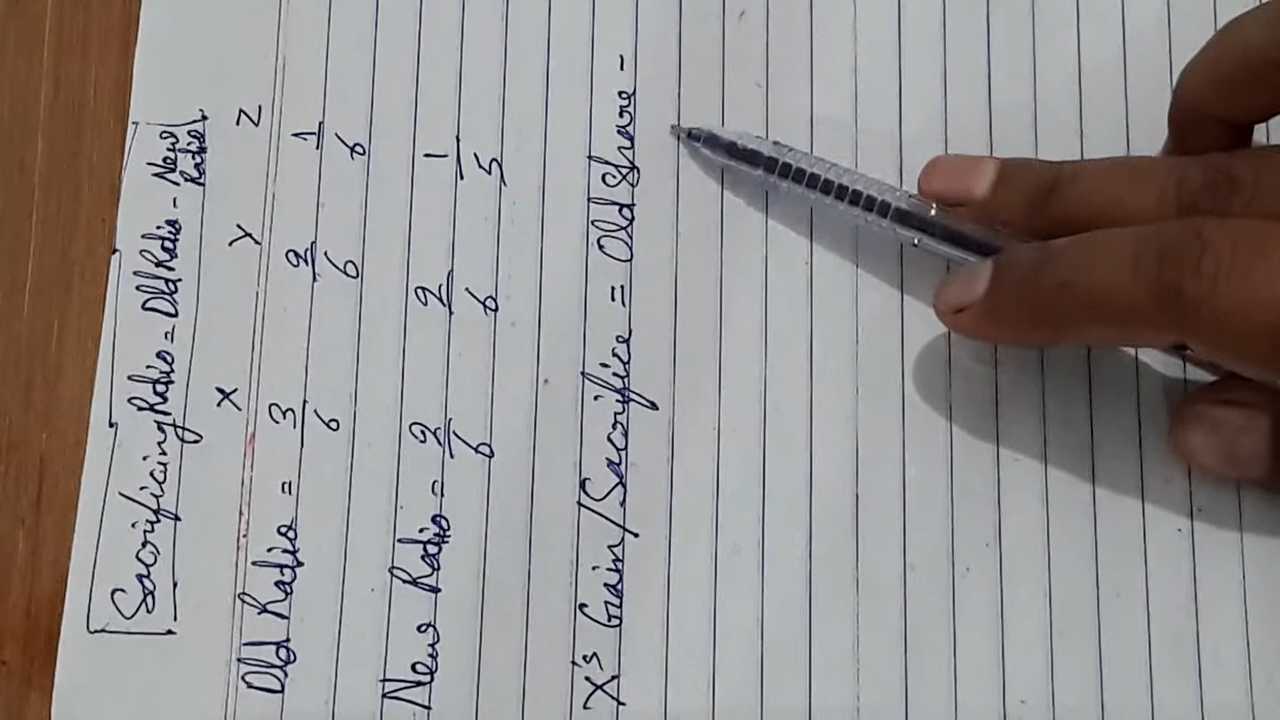 Sacrificing Ratio = Old Ratio - New Ratio
X Y Z
Old Ratio = 3/6 2/6 1/6
New Ratio = 2/6 2/6 1/5
X's Gain/Sacrifice = Old Share -